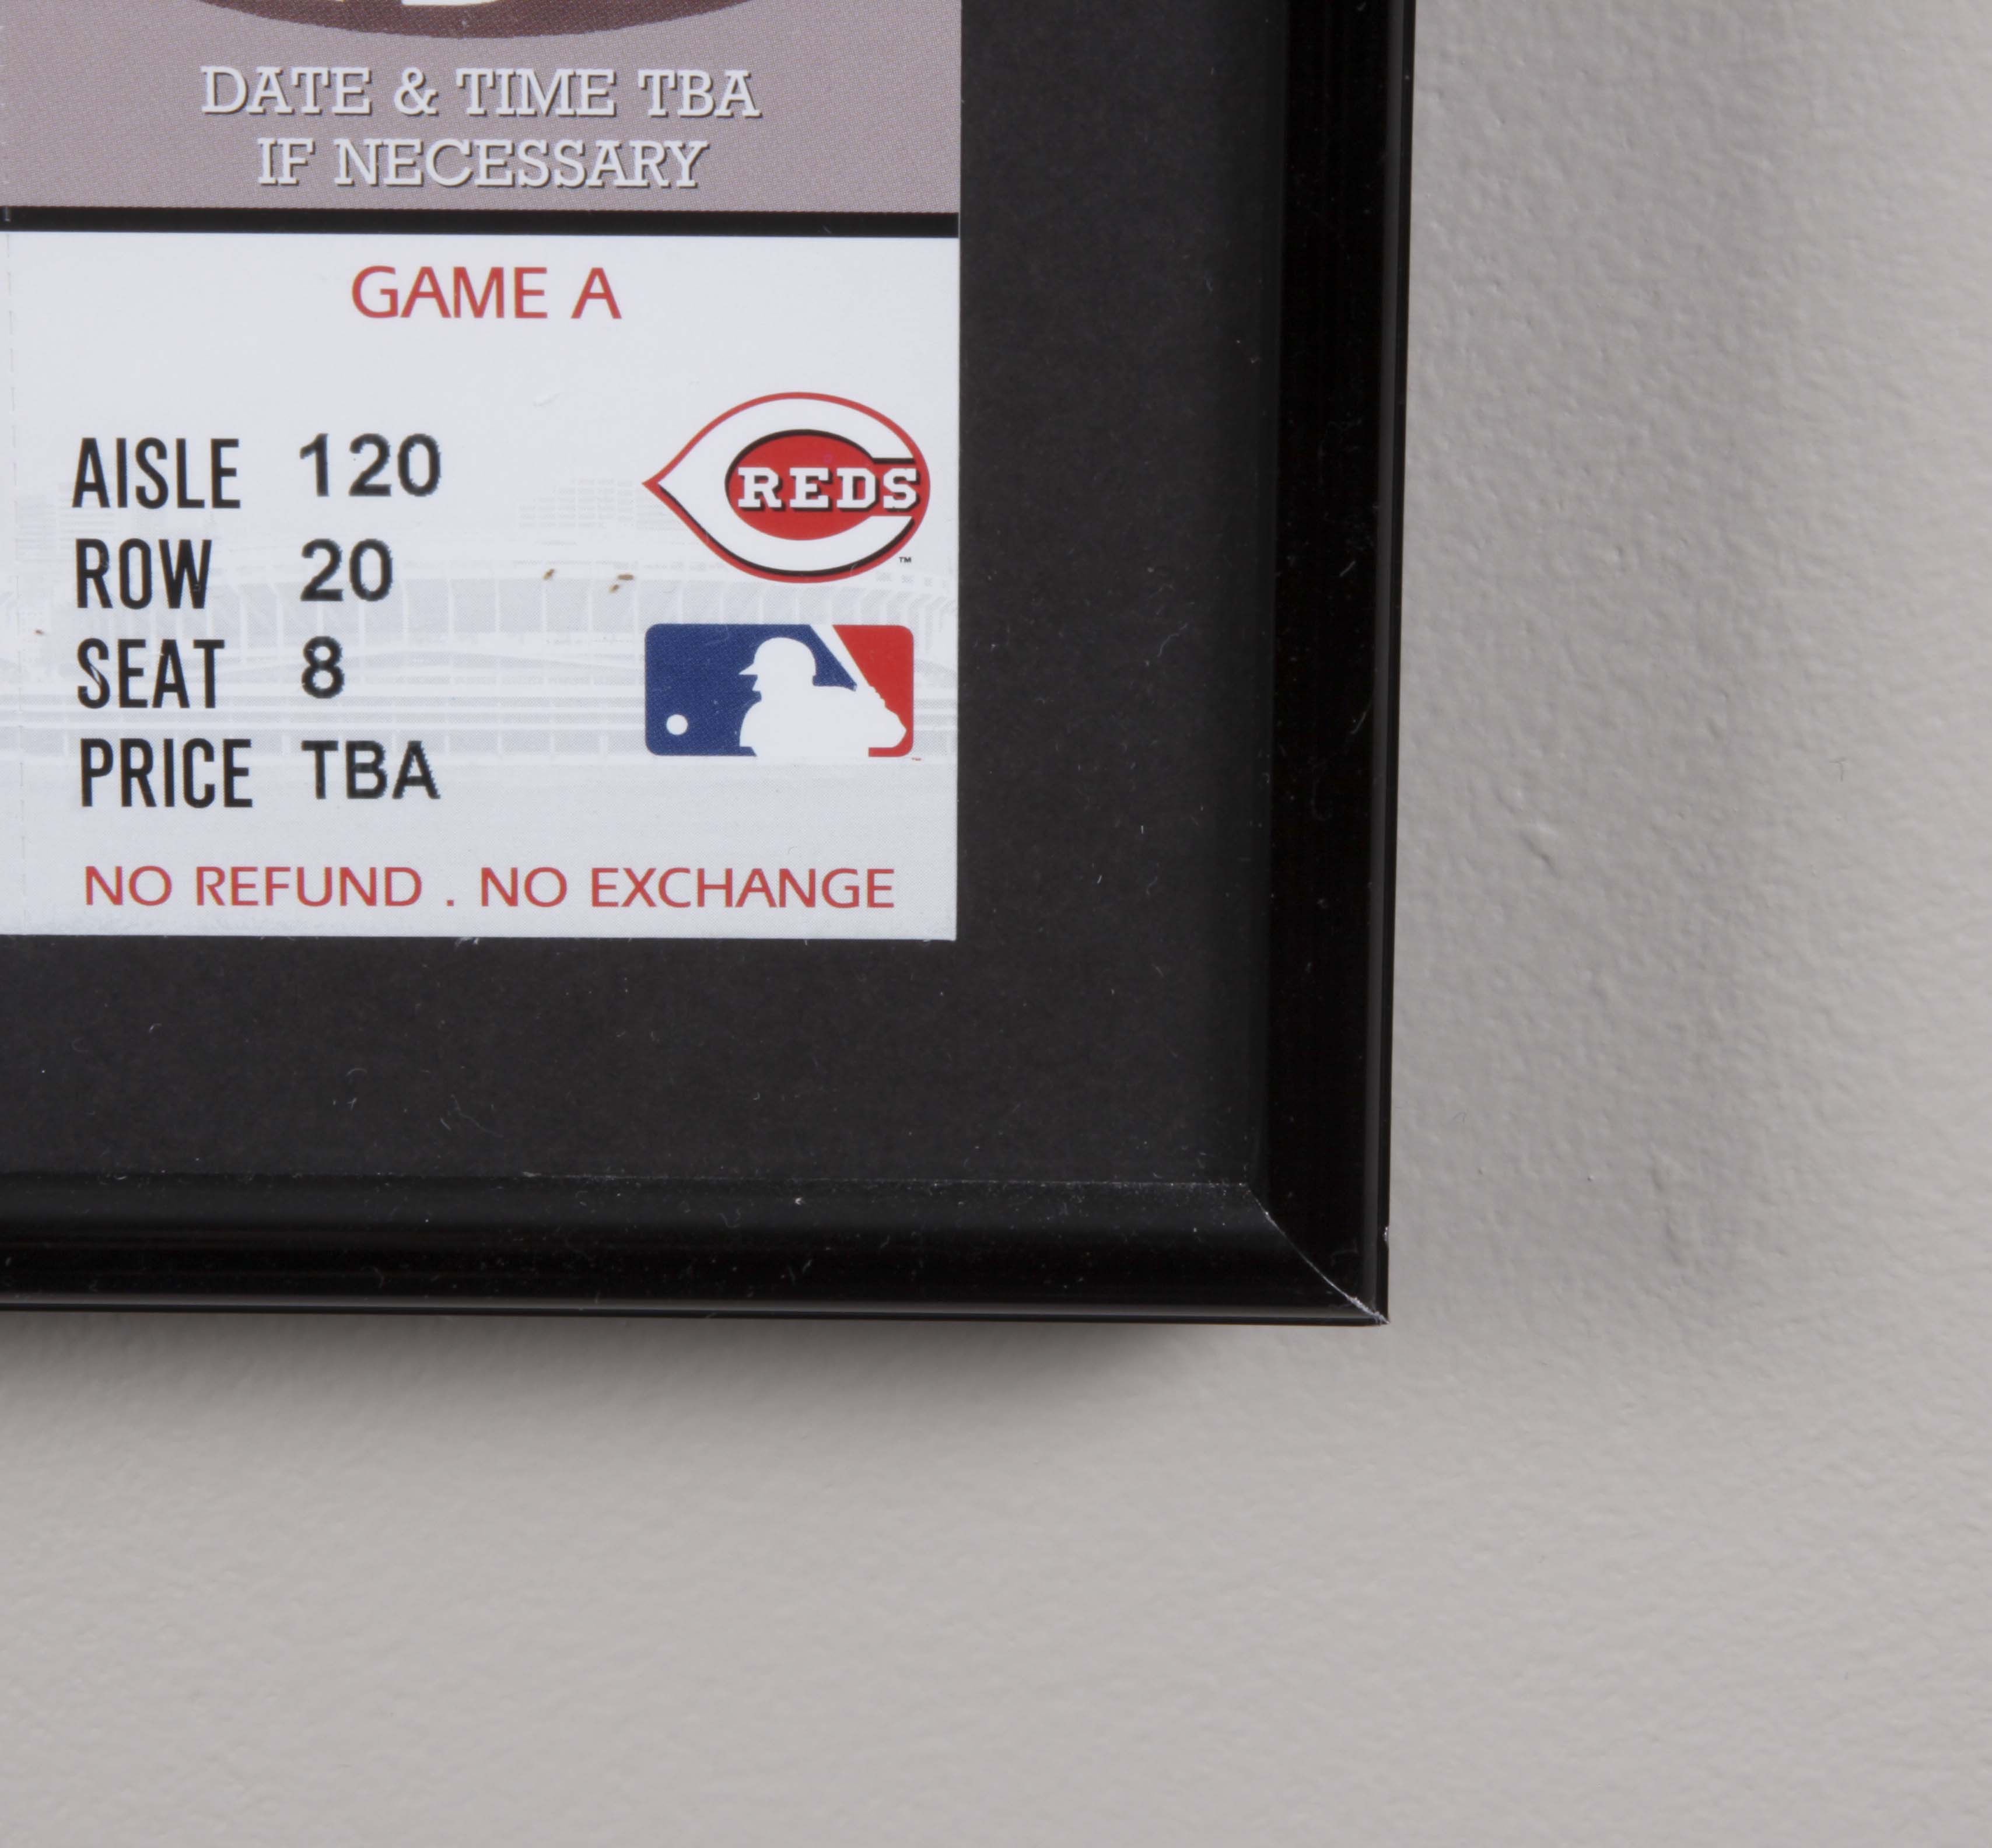 DATE & TIME TBA
IF NECESSARY
GAME A
AISLE 120
ROW 20
SEAT 8
PRICE TBA
REDS
TM
NO REFUND . NO EXCHANGE